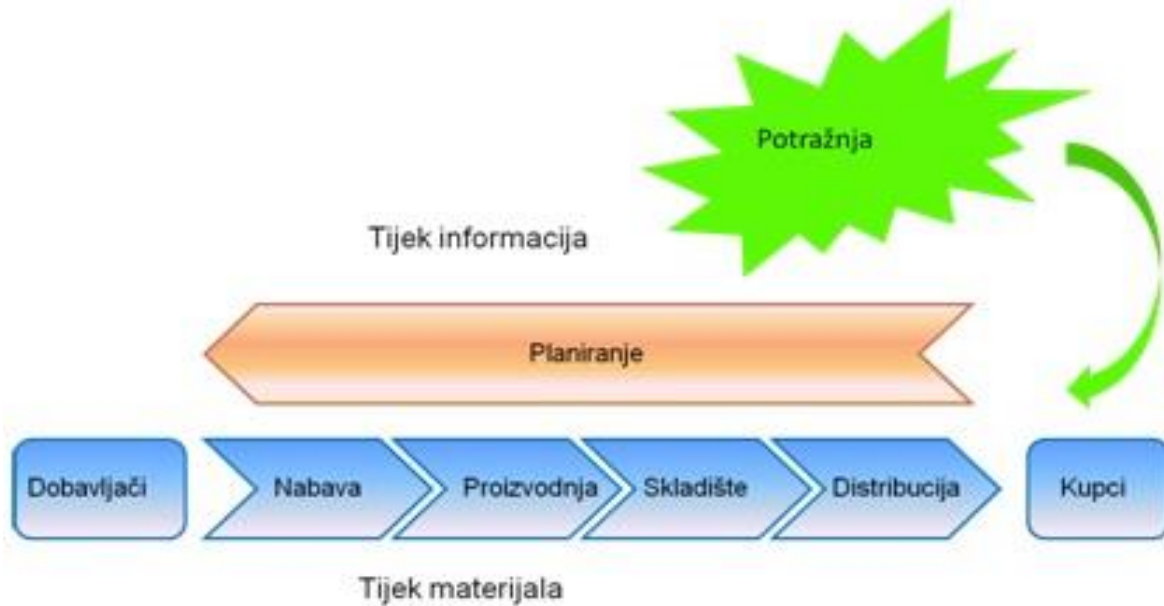 Potražnja
Tijek informacija
Planiranje
Dobavljači
Nabava
Proizvodnja
Skladište
Distribucija
Kupci
Tijek materijala